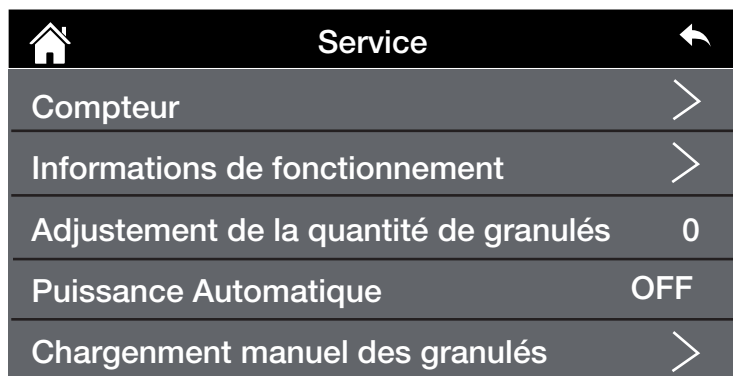 Service
Compteur
Informations de fonctionnement
Adjustement de la quantité de granulés 0
Puissance Automatique OFF
Chargenment manuel des granulés